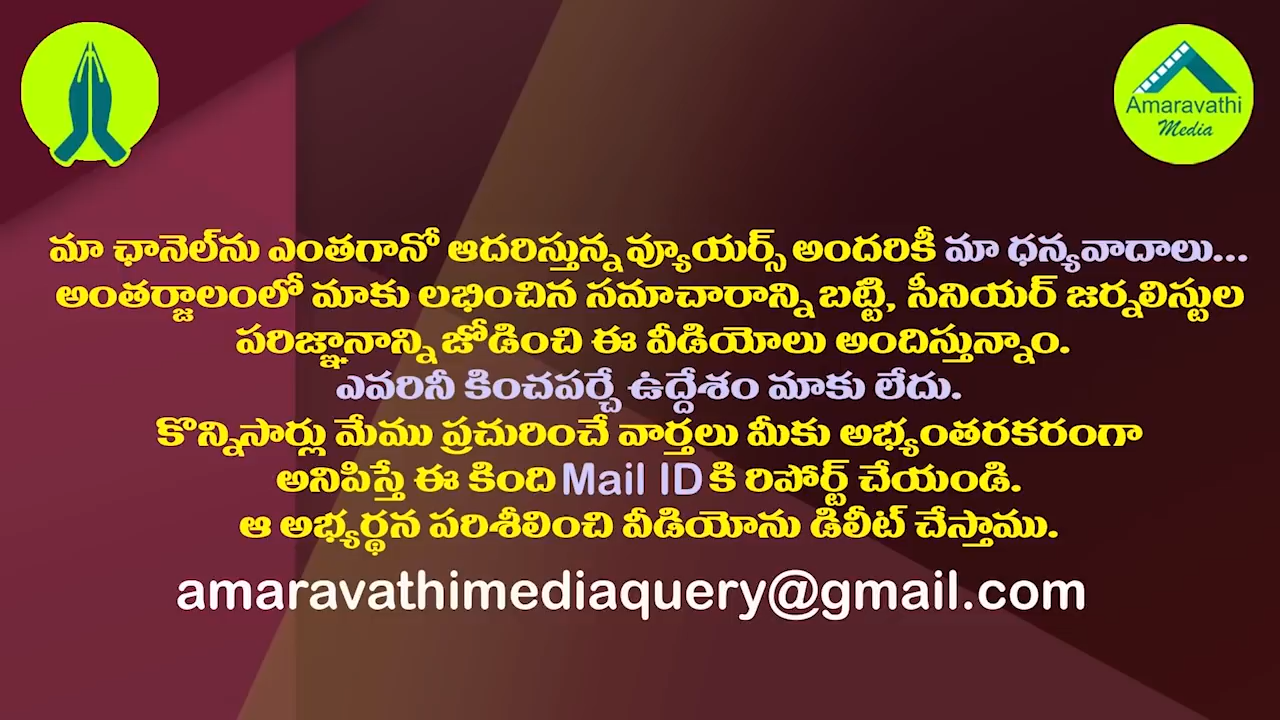 Amaravathi
Media
మా ఛానెల్‌ను ఎంతగానో ఆదరిస్తున్న వ్యూయర్స్ అందరికీ మా ధన్యవాదాలు...
అంతర్జాలంలో మాకు లభించిన సమాచారాన్ని బట్టి, సీనియర్ జర్నలిస్టుల
పరిజ్ఞానాన్ని జోడించి ఈ వీడియోలు అందిస్తున్నాం.
ఎవరినీ కించపర్చే ఉద్దేశం మాకు లేదు.
కొన్నిసార్లు మేము ప్రచురించే వార్తలు మీకు అభ్యంతరకరంగా
అనిపిస్తే ఈ కింది Mail ID కి రిపోర్ట్ చేయండి.
ఆ అభ్యర్థన పరిశీలించి వీడియోను డిలీట్ చేస్తాము.
amaravathimediaquery@gmail.com